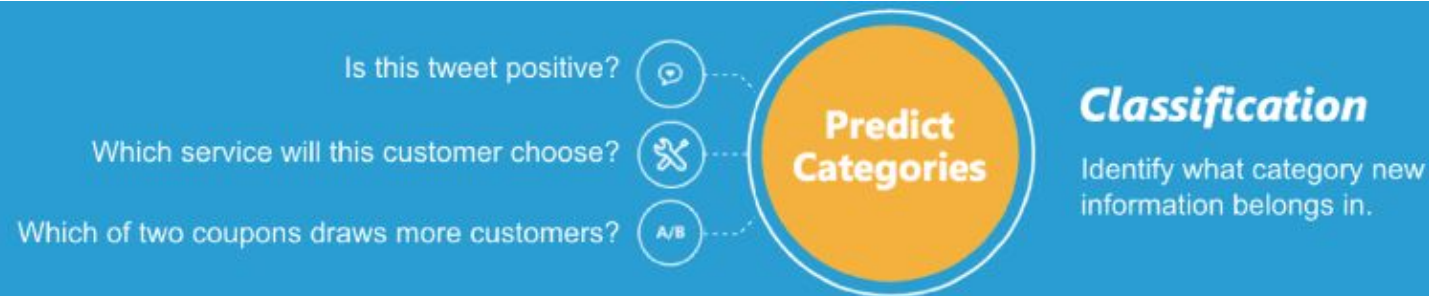 Is this tweet positive?
Which service will this customer choose?
Which of two coupons draws more customers?
A/B
Predict
Categories
Classification
Identify what category new
information belongs in.